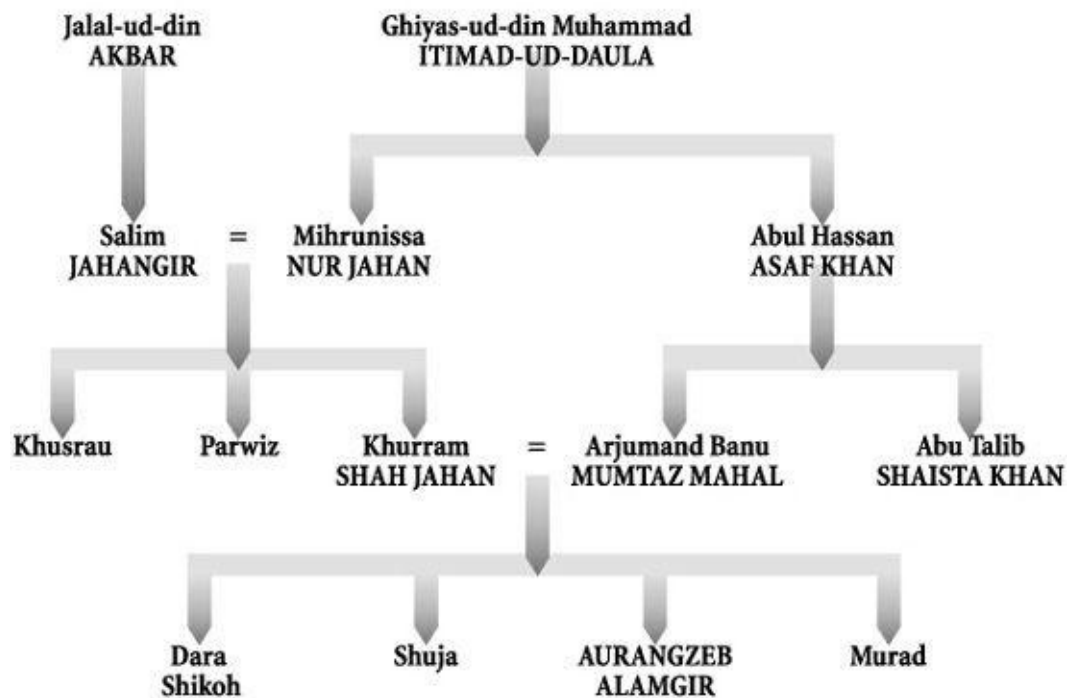 Jalal-ud-din
AKBAR
Ghiyas-ud-din Muhammad
ITIMAD-UD-DAULA
Salim
JAHANGIR
=
Mihrunissa
NUR JAHAN
Abul Hassan
ASAF KHAN
Khusrau
Parwiz
Khurram
SHAH JAHAN
=
Arjumand Banu
MUMTAZ MAHAL
Abu Talib
SHAISTA KHAN
Dara
Shikoh
Shuja
AURANGZEB
ALAMGIR
Murad